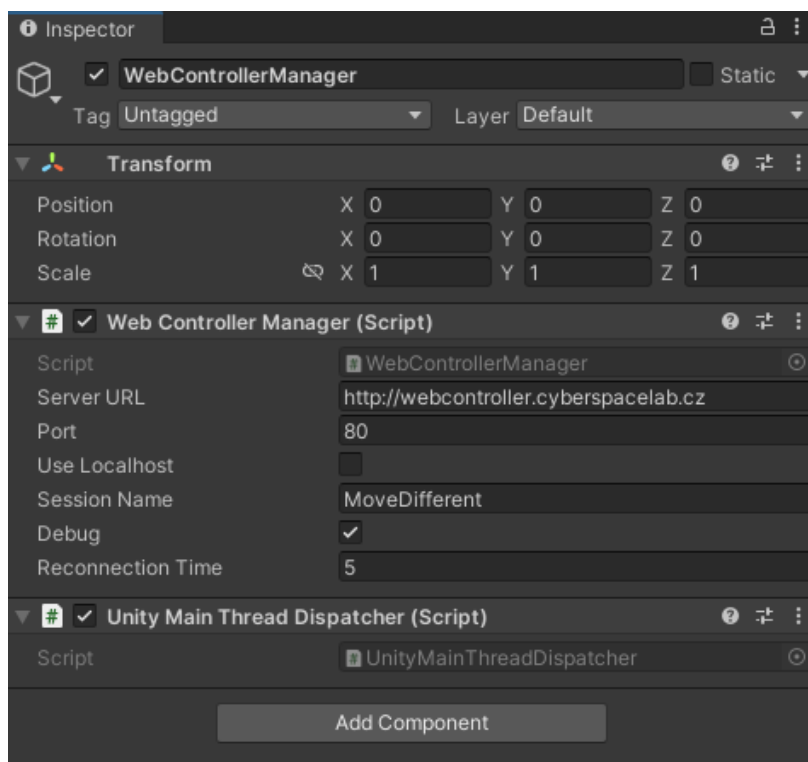 Inspector
WebControllerManager Static
Tag Untagged Layer Default
Transform
Position X 0 Y 0 Z 0
Rotation X 0 Y 0 Z 0
Scale X 1 Y 1 Z 1
# Web Controller Manager (Script)
Script # WebControllerManager
Server URL http://webcontroller.cyberspacelab.cz
Port 80
Use Localhost
Session Name MoveDifferent
Debug
Reconnection Time 5
# Unity Main Thread Dispatcher (Script)
Script # UnityMainThreadDispatcher
Add Component